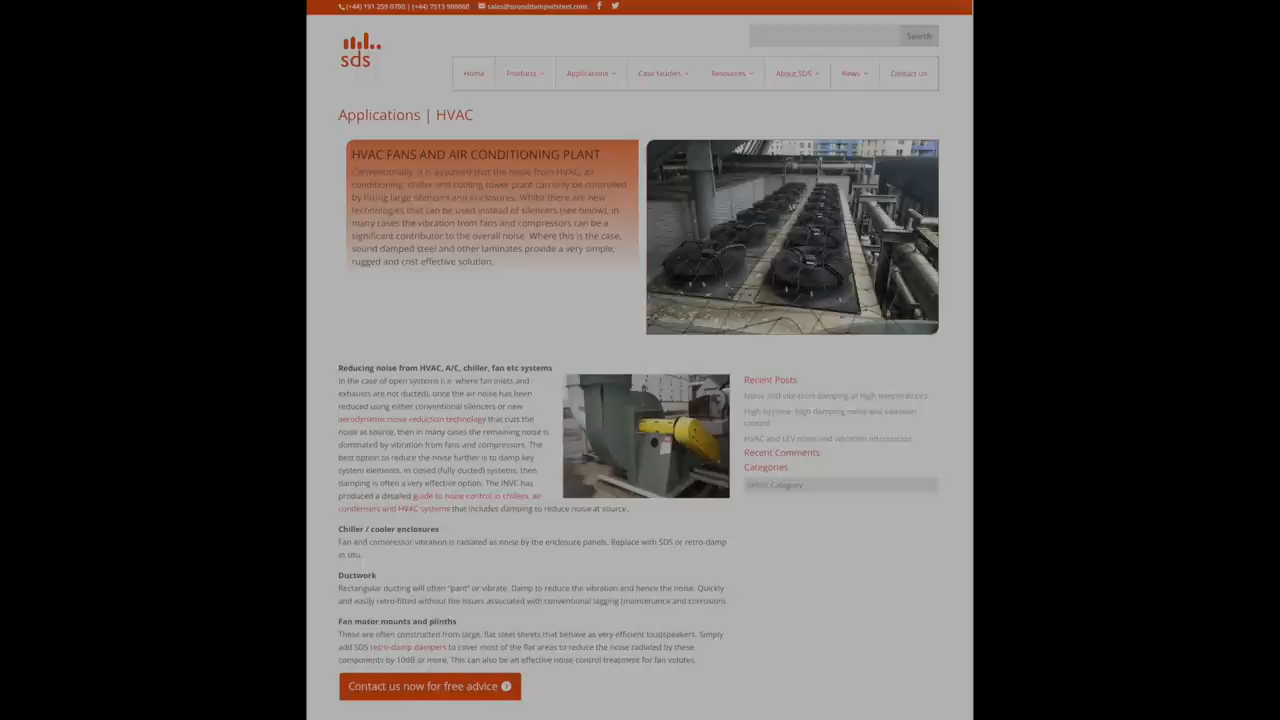 (+44) 191 259 0700 | (+44) 7513 998868 sales@sounddampedsteel.com
Search
sds
Home Products Applications Case Studies Resources About SDS News Contact us
Applications | HVAC
HVAC FANS AND AIR CONDITIONING PLANT
Conventionally, it is assumed that the noise from HVAC, air
conditioning, chiller and cooling tower plant can only be controlled
by fitting large silencers and enclosures. Whilst there are new
technologies that can be used instead of silencers (see below), in
many cases the vibration from fans and compressors can be a
significant contributor to the overall noise. Where this is the case,
sound damped steel and other laminates provide a very simple,
rugged and cost effective solution.
Reducing noise from HVAC, A/C, chiller, fan etc systems
In the case of open systems (i.e. where fan inlets and
exhausts are not ducted), once the air noise has been
reduced using either conventional silencers or new
aerodynamic noise reduction technology that cuts the
noise at source, then in many cases the remaining noise is
dominated by vibration from fans and compressors. The
best option to reduce the noise further is to damp key
system elements. In closed (fully ducted) systems, then
damping is often a very effective option. The INVC has
produced a detailed guide to noise control in chillers, air
condensers and HVAC systems that includes damping to reduce noise at source.
Chiller / cooler enclosures
Fan and compressor vibration is radiated as noise by the enclosure panels. Replace with SDS or retro-damp
in situ.
Ductwork
Rectangular ducting will often "pant" or vibrate. Damp to reduce the vibration and hence the noise. Quickly
and easily retro-fitted without the issues associated with conventional lagging (maintenance and corrosion).
Fan motor mounts and plinths
These are often constructed from large, flat steel sheets that behave as very efficient loudspeakers. Simply
add SDS retro-damp dampers to cover most of the flat areas to reduce the noise radiated by these
components by 10dB or more. This can also be an effective noise control treatment for fan volutes.
Contact us now for free advice
Recent Posts
Noise and vibration damping at high temperatures
High hygiene, high damping noise and vibration
control
HVAC and LEV noise and vibration attenuation
Recent Comments
Categories
Select Category